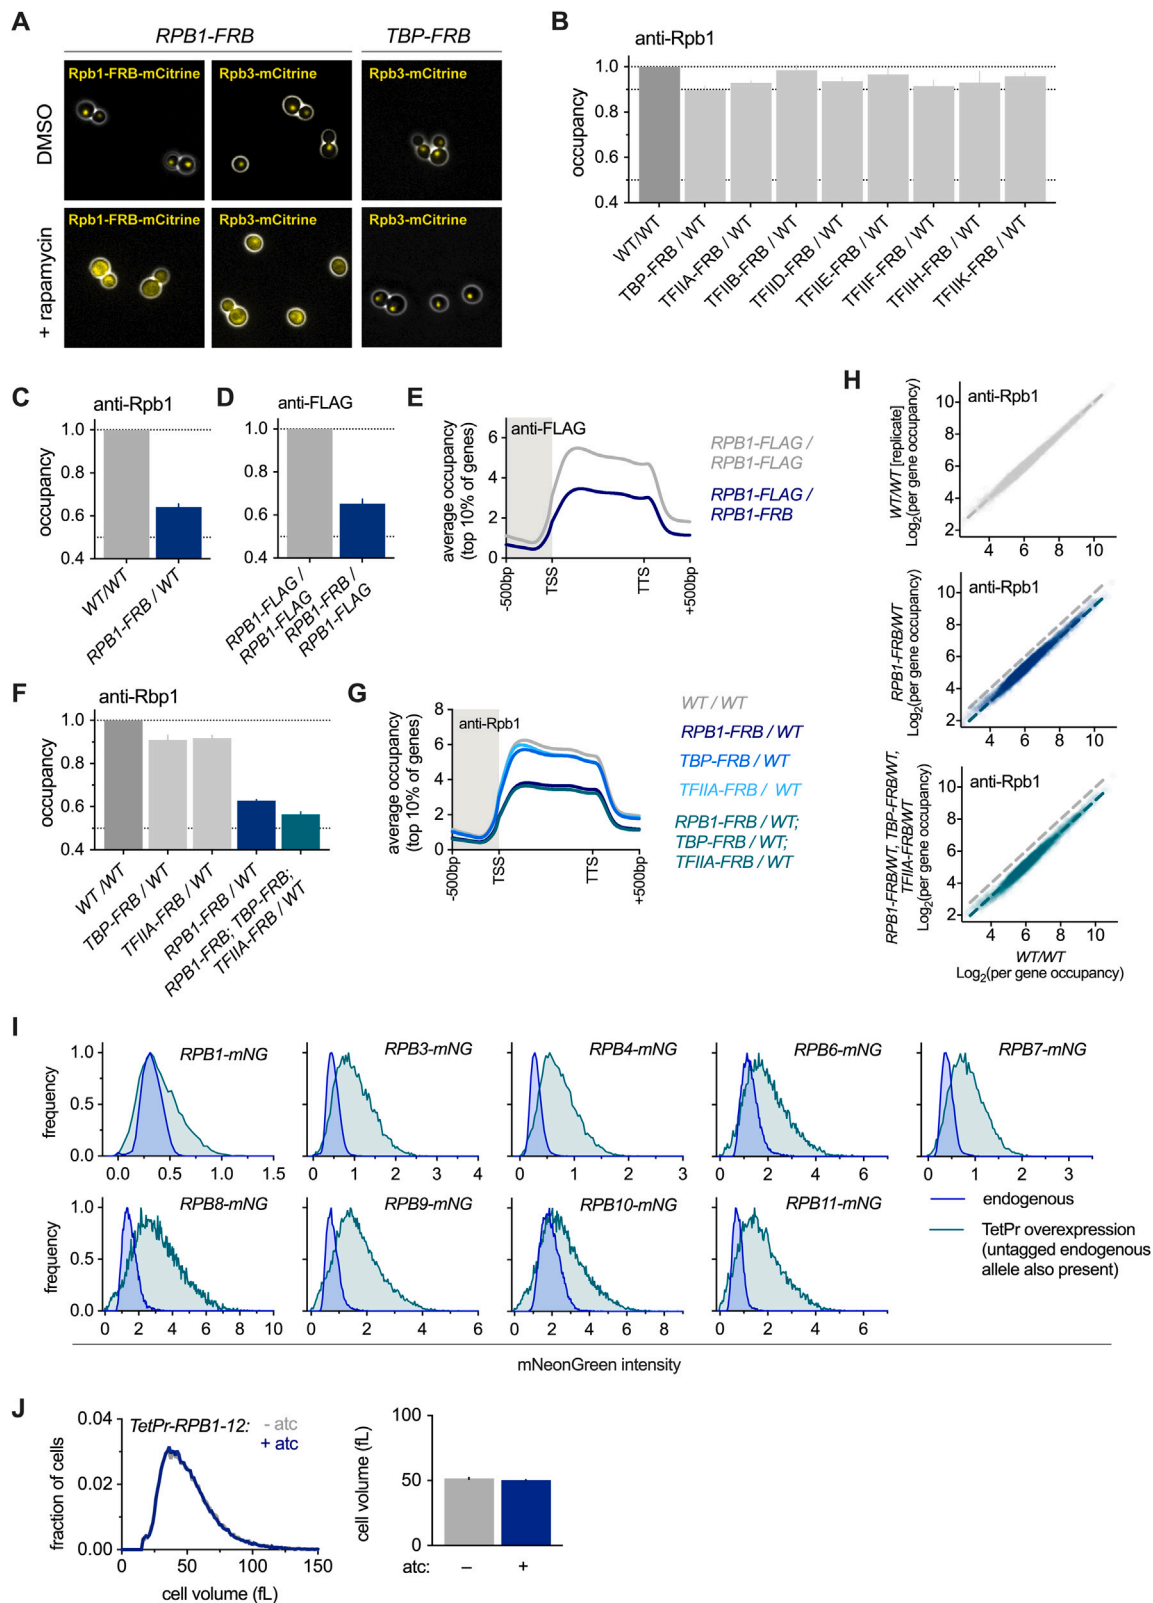 A
RPB1-FRB
TBP-FRB
DMSO
Rpb1-FRB-mCitrine
Rpb3-mCitrine
Rpb3-mCitrine
+ rapamycin
Rpb1-FRB-mCitrine
Rpb3-mCitrine
Rpb3-mCitrine
B
anti-Rpb1
occupancy
1.0
0.8
0.6
0.4
WT/WT
TBP-FRB / WT
TFIIA-FRB / WT
TFIIB-FRB / WT
TFIID-FRB / WT
TFIIE-FRB / WT
TFIIF-FRB / WT
TFIIH-FRB / WT
TFIIK-FRB / WT
C
anti-Rpb1
occupancy
1.0
0.8
0.6
0.4
WT/WT
RPB1-FRB / WT
D
anti-FLAG
1.0
0.8
0.6
0.4
RPB1-FLAG /
RPB1-FLAG
RPB1-FRB /
RPB1-FLAG
E
anti-FLAG
average occupancy
(top 10% of genes)
6
4
2
0
-500bp
TSS
TTS
+500bp
RPB1-FLAG /
RPB1-FLAG
RPB1-FLAG /
RPB1-FRB
F
anti-Rbp1
occupancy
1.0
0.8
0.6
0.4
WT /WT
TBP-FRB / WT
TFIIA-FRB / WT
RPB1-FRB / WT
RPB1-FRB; TBP-FRB;
TFIIA-FRB / WT
G
anti-Rpb1
average occupancy
(top 10% of genes)
8
6
4
2
0
-500bp
TSS
TTS
+500bp
WT / WT
RPB1-FRB / WT
TBP-FRB / WT
TFIIA-FRB / WT
RPB1-FRB / WT;
TBP-FRB / WT;
TFIIA-FRB / WT
H
anti-Rpb1
WT/WT [replicate]
Log2(per gene occupancy)
10
8
6
4
2
4 6 8 10
anti-Rpb1
RPB1-FRB/WT
Log2(per gene occupancy)
10
8
6
4
2
4 6 8 10
anti-Rpb1
RPB1-FRB/WT, TBP-FRB/WT,
TFIIA-FRB/WT
Log2(per gene occupancy)
10
8
6
4
2
4 6 8 10
WT/WT
Log2(per gene occupancy)
I
frequency
1.0
0.5
0.0
RPB1-mNG
0.0 0.5 1.0 1.5
RPB3-mNG
0 1 2 3 4
RPB4-mNG
0 1 2 3
RPB6-mNG
0 2 4 6
RPB7-mNG
0 1 2 3
frequency
1.0
0.5
0.0
RPB8-mNG
0 2 4 6 8 10
RPB9-mNG
0 2 4 6
RPB10-mNG
0 2 4 6 8
RPB11-mNG
0 2 4 6
endogenous
TetPr overexpression
(untagged endogenous
allele also present)
mNeonGreen intensity
J
TetPr-RPB1-12:
- atc
+ atc
fraction of cells
0.04
0.02
0.00
0 50 100 150
cell volume (fL)
cell volume (fL)
100
50
0
atc: – +